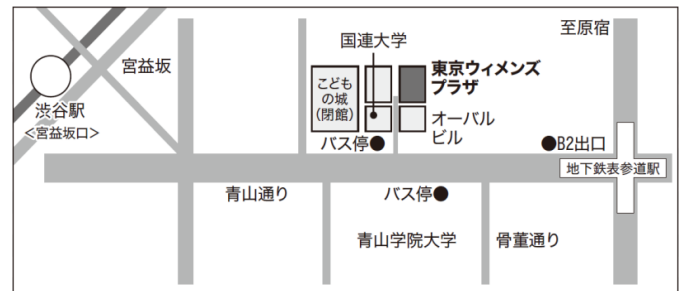 至原宿
国連大学
宮益坂
東京ウィメンズ
プラザ
こども
の城
(閉館)
渋谷駅
<宮益坂口>
オーバル
ビル
バス停●
●B2出口
地下鉄表参道駅
青山通り
バス停●
青山学院大学
骨董通り